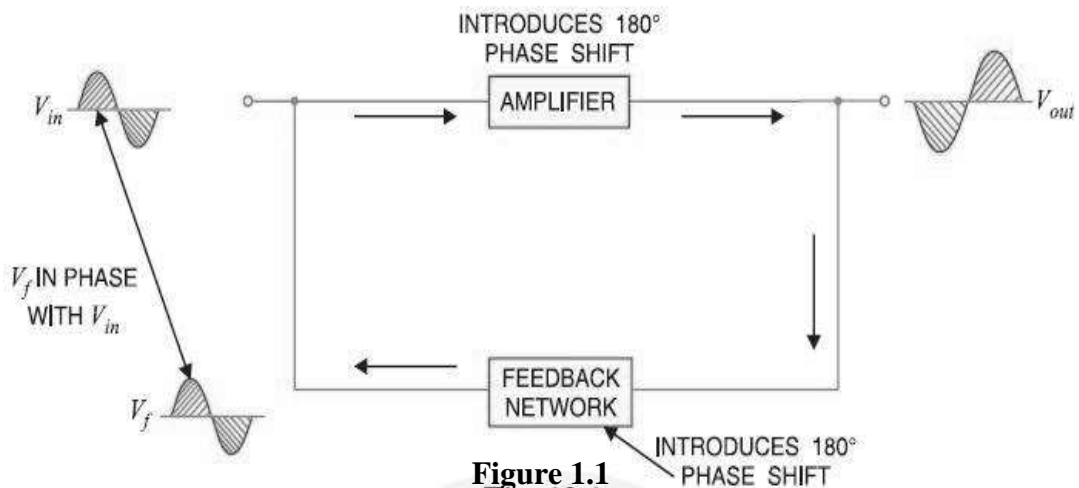 INTRODUCES 180°
PHASE SHIFT
AMPLIFIER
V_in
V_out
V_f IN PHASE
WITH V_in
V_f
FEEDBACK
NETWORK
INTRODUCES 180°
PHASE SHIFT
Figure 1.1